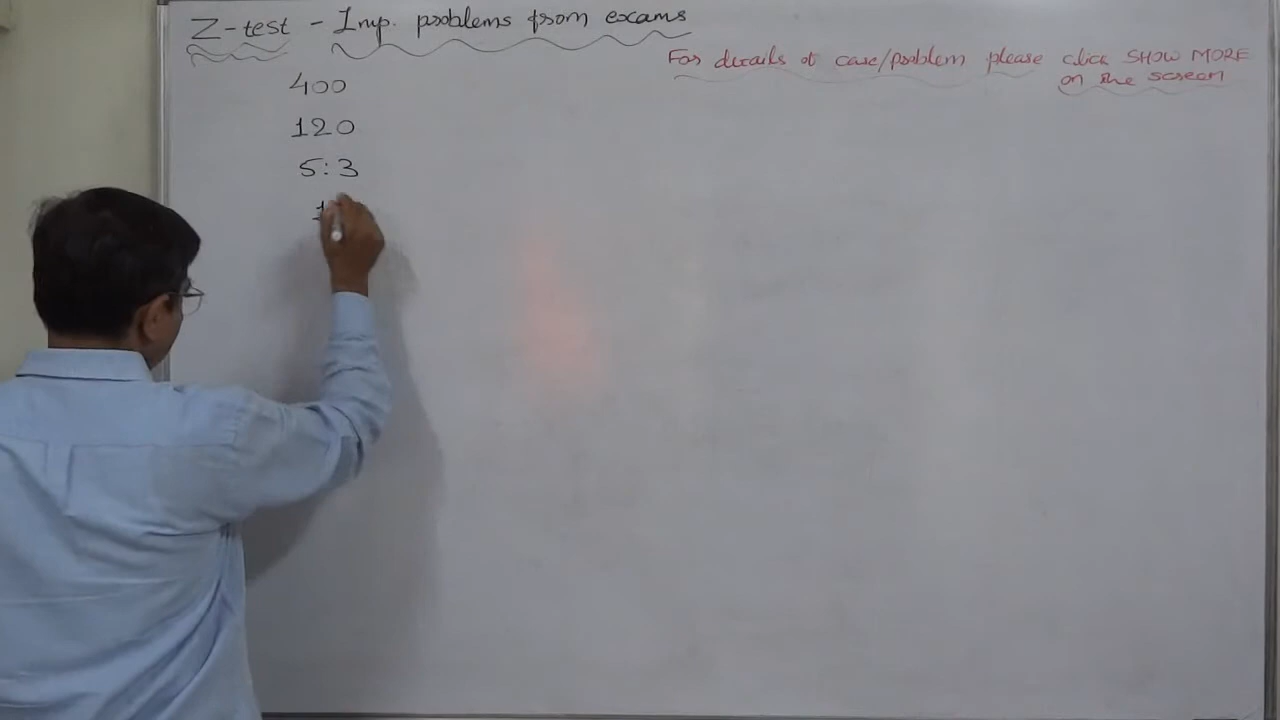 Z-test - Imp. problems from exams
For details of case/problem please click SHOW MORE
on the screen
400
120
5:3
1